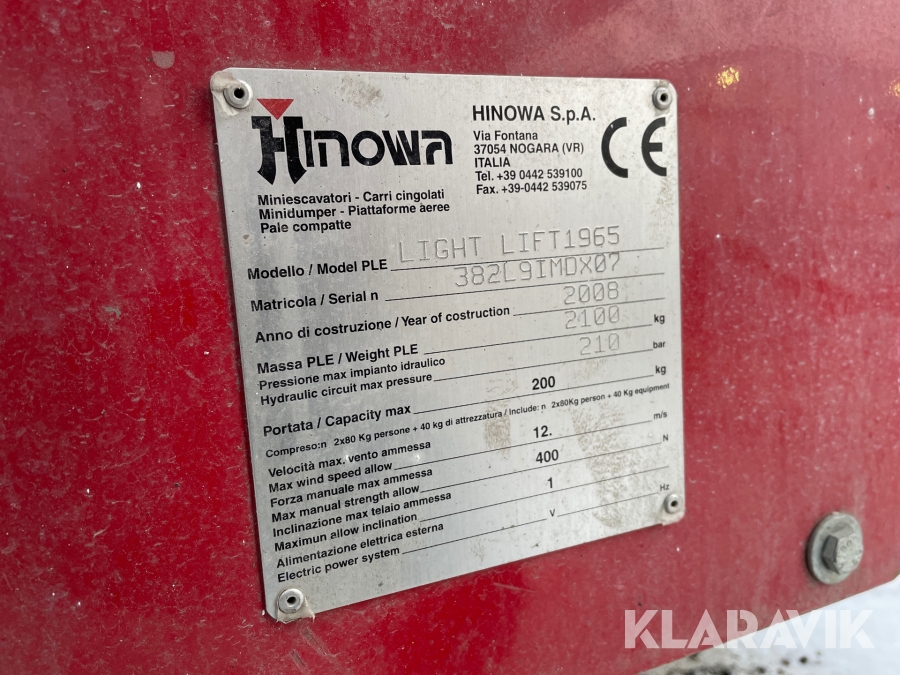 HINOWA
HINOWA S.p.A.
Via Fontana
37054 NOGARA (VR)
ITALIA
Tel. +39 0442 539100
Fax. +39-0442 539075
CE
Miniescavatori - Carri cingolati
Minidumper - Piattaforme aeree
Pale compatte
Modello / Model PLE LIGHT LIFT1965
Matricola / Serial n 382L9IMDX07
Anno di costruzione / Year of costruction 2008
Massa PLE / Weight PLE 2100 kg
Pressione max impianto idraulico
Hydraulic circuit max pressure 210 bar
Portata / Capacity max 200 kg
Compreso:n 2x80 Kg persone + 40 kg di attrezzatura / Include: n 2x80Kg person + 40 Kg equipment
Velocità max. vento ammessa
Max wind speed allow 12. m/s
Forza manuale max ammessa
Max manual strength allow 400 N
Inclinazione max telaio ammessa
Maximun allow inclination 1
Alimentazione elettrica esterna
Electric power system V Hz
KLARAVIK